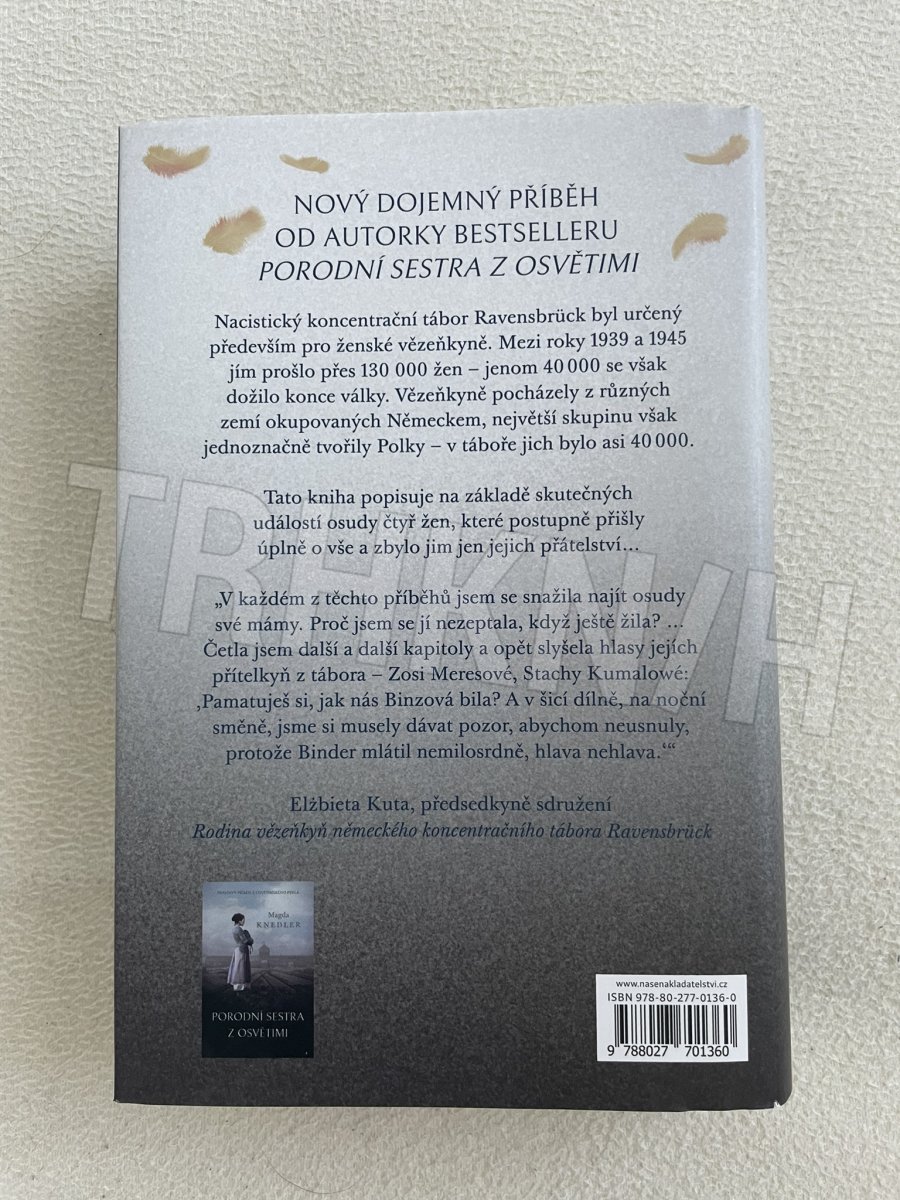 NOVÝ DOJEMNÝ PŘÍBĚH
OD AUTORKY BESTSELLERU
PORODNÍ SESTRA Z OSVĚTIMI
Nacistický koncentrační tábor Ravensbrück byl určený
především pro ženské vězeňkyně. Mezi roky 1939 a 1945
jím prošlo přes 130 000 žen – jenom 40 000 se však
dožilo konce války. Vězeňkyně pocházely z různých
zemí okupovaných Německem, největší skupinu však
jednoznačně tvořily Polky – v táboře jich bylo asi 40 000.
Tato kniha popisuje na základě skutečných
událostí osudy čtyř žen, které postupně přišly
úplně o vše a zbylo jim jen jejich přátelství…
„V každém z těchto příběhů jsem se snažila najít osudy
své mámy. Proč jsem se jí nezeptala, když ještě žila? …
Četla jsem další a další kapitoly a opět slyšela hlasy jejích
přítelkyň z tábora – Zosi Meresové, Stachy Kumalowé:
‚Pamatuješ si, jak nás Binzová bila? A v šicí dílně, na noční
směně, jsme si musely dávat pozor, abychom neusnuly,
protože Binder mlátil nemilosrdně, hlava nehlava.‘“
Elżbieta Kuta, předsedkyně sdružení
Rodina vězeňkyň německého koncentračního tábora Ravensbrück
Magda
KNEDLER
PORODNÍ SESTRA
Z OSVĚTIMI
www.nasenakladatelstvi.cz
ISBN 978-80-277-0136-0
9 788027 701360
TRHKNIH